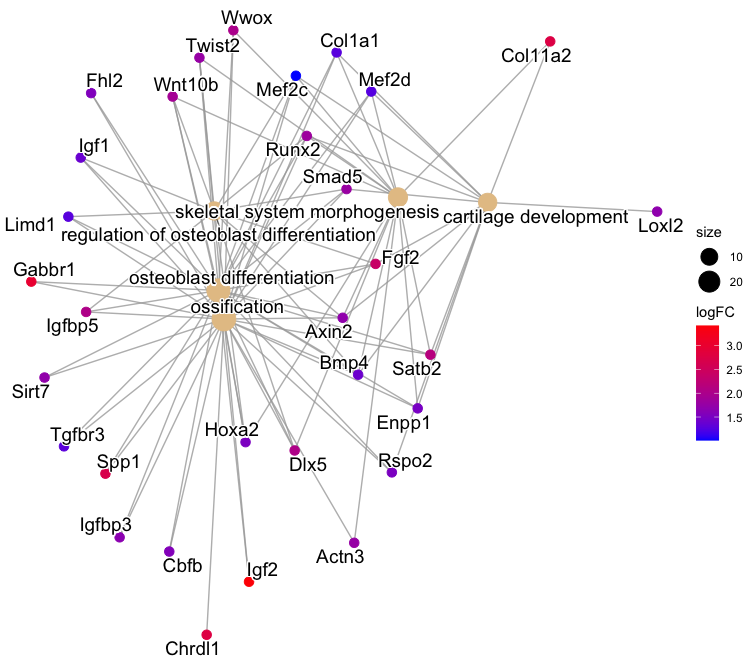 Wwox
Twist2
Col1a1
Col11a2
Fhl2
Wnt10b
Mef2c
Mef2d
Igf1
Runx2
Smad5
Limd1
skeletal system morphogenesis
cartilage development
Loxl2
regulation of osteoblast differentiation
size
10
20
Gabbr1
osteoblast differentiation
Fgf2
ossification
logFC
Igfbp5
Axin2
3.0
2.5
2.0
1.5
Bmp4
Satb2
Sirt7
Enpp1
Tgfbr3
Hoxa2
Spp1
Dlx5
Rspo2
Igfbp3
Cbfb
Igf2
Actn3
Chrdl1